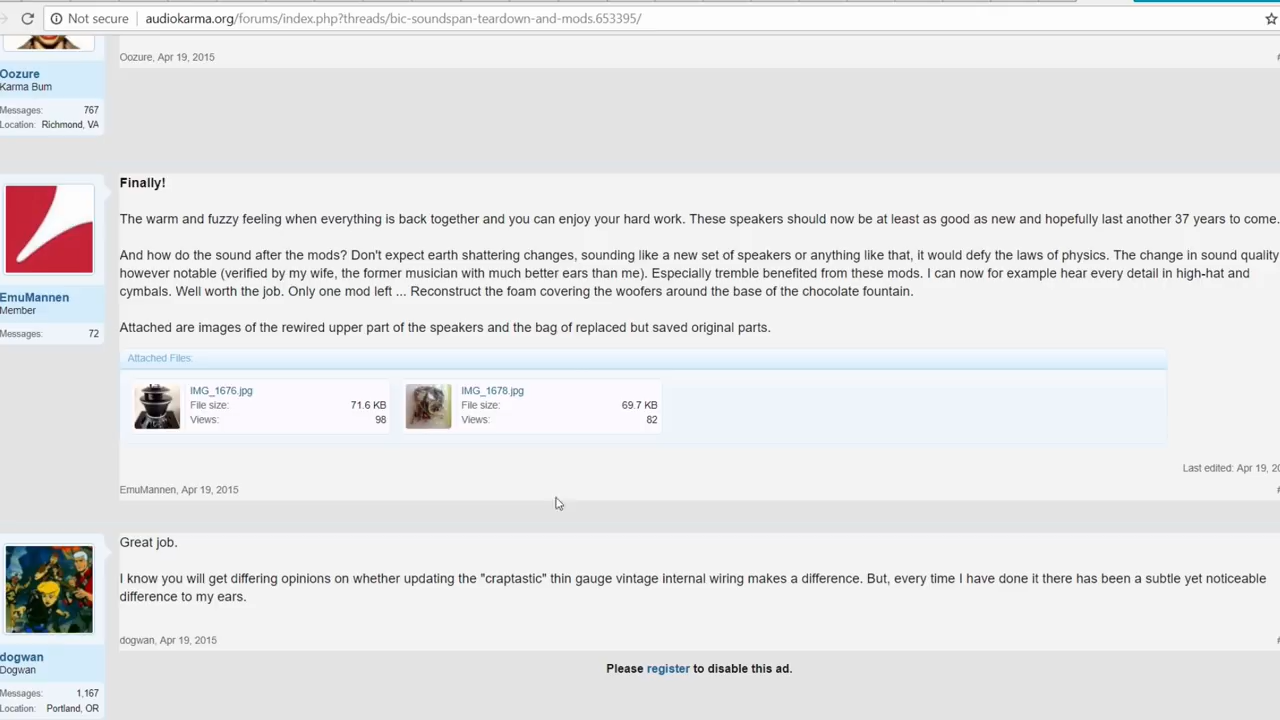 Not secure
audiokarma.org/forums/index.php?threads/bic-soundspan-teardown-and-mods.653395/
Oozure, Apr 19, 2015
Oozure
Karma Bum
Messages: 767
Location: Richmond, VA
Finally!
The warm and fuzzy feeling when everything is back together and you can enjoy your hard work. These speakers should now be at least as good as new and hopefully last another 37 years to come.
And how do the sound after the mods? Don't expect earth shattering changes, sounding like a new set of speakers or anything like that, it would defy the laws of physics. The change in sound quality
however notable (verified by my wife, the former musician with much better ears than me). Especially tremble benefited from these mods. I can now for example hear every detail in high-hat and
cymbals. Well worth the job. Only one mod left ... Reconstruct the foam covering the woofers around the base of the chocolate fountain.
Attached are images of the rewired upper part of the speakers and the bag of replaced but saved original parts.
EmuMannen
Member
Messages: 72
Attached Files:
IMG_1676.jpg
File size: 71.6 KB
Views: 98
IMG_1678.jpg
File size: 69.7 KB
Views: 82
Last edited: Apr 19, 20
EmuMannen, Apr 19, 2015
Great job.
I know you will get differing opinions on whether updating the "craptastic" thin gauge vintage internal wiring makes a difference. But, every time I have done it there has been a subtle yet noticeable
difference to my ears.
dogwan, Apr 19, 2015
dogwan
Dogwan
Messages: 1,167
Location: Portland, OR
Please register to disable this ad.